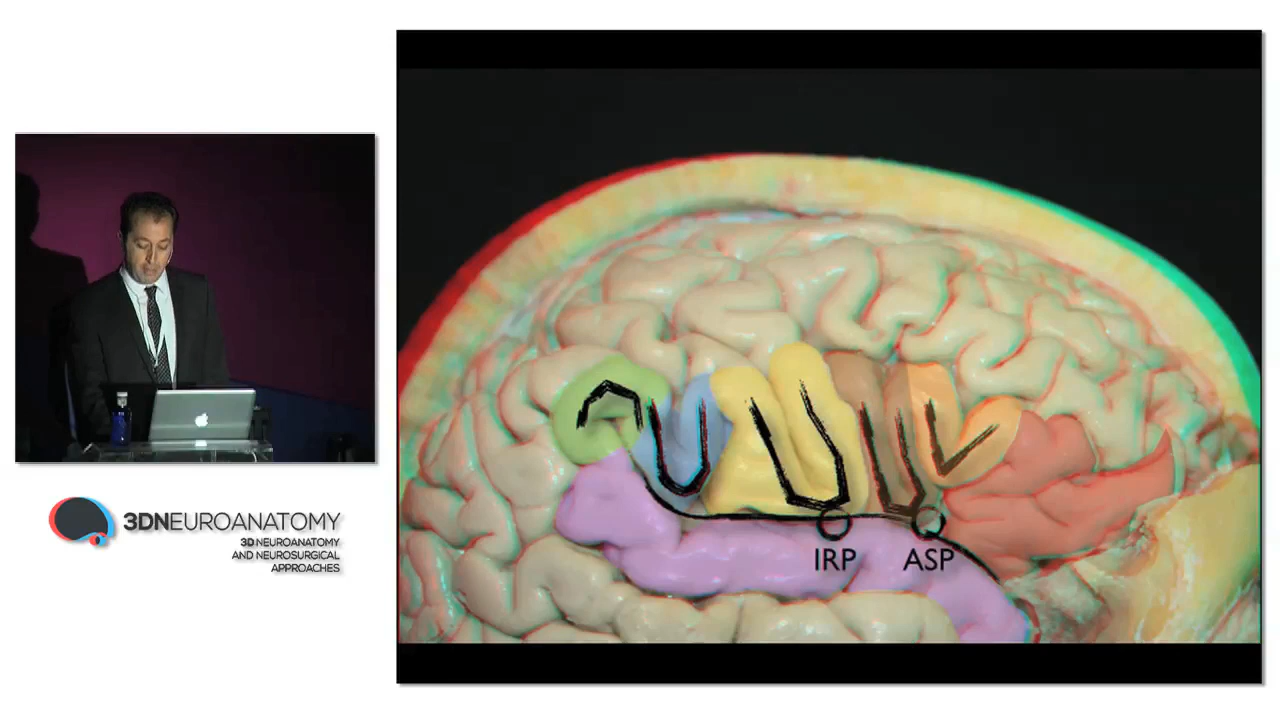 IRP ASP
3DNEUROANATOMY
3D NEUROANATOMY
AND NEUROSURGICAL
APPROACHES